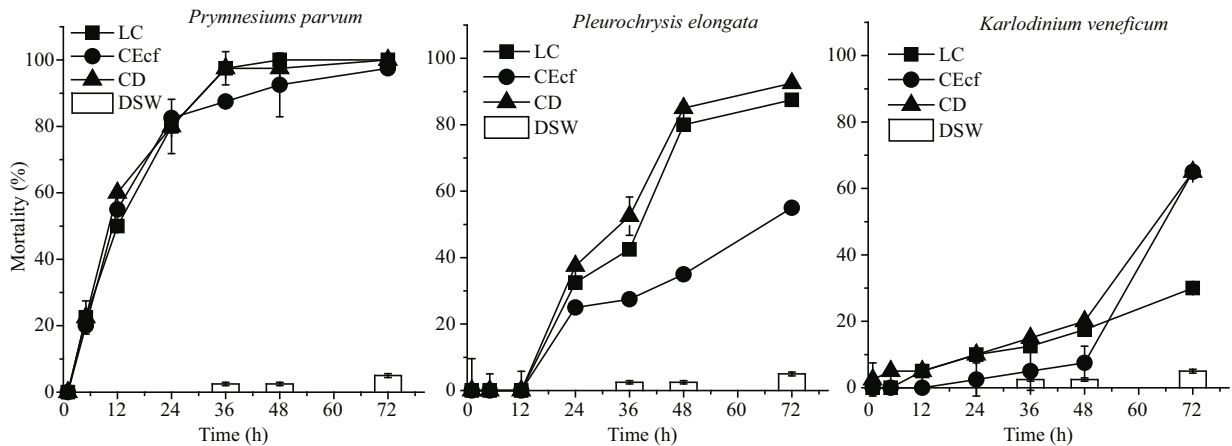 Prymnesiums parvum
LC
CEcf
CD
DSW
Mortality (%)
100
80
60
40
20
0
0 12 24 36 48 60 72
Time (h)
Pleurochrysis elongata
LC
CEcf
CD
DSW
100
80
60
40
20
0
0 12 24 36 48 60 72
Time (h)
Karlodinium veneficum
LC
CEcf
CD
DSW
100
80
60
40
20
0
0 12 24 36 48 60 72
Time (h)